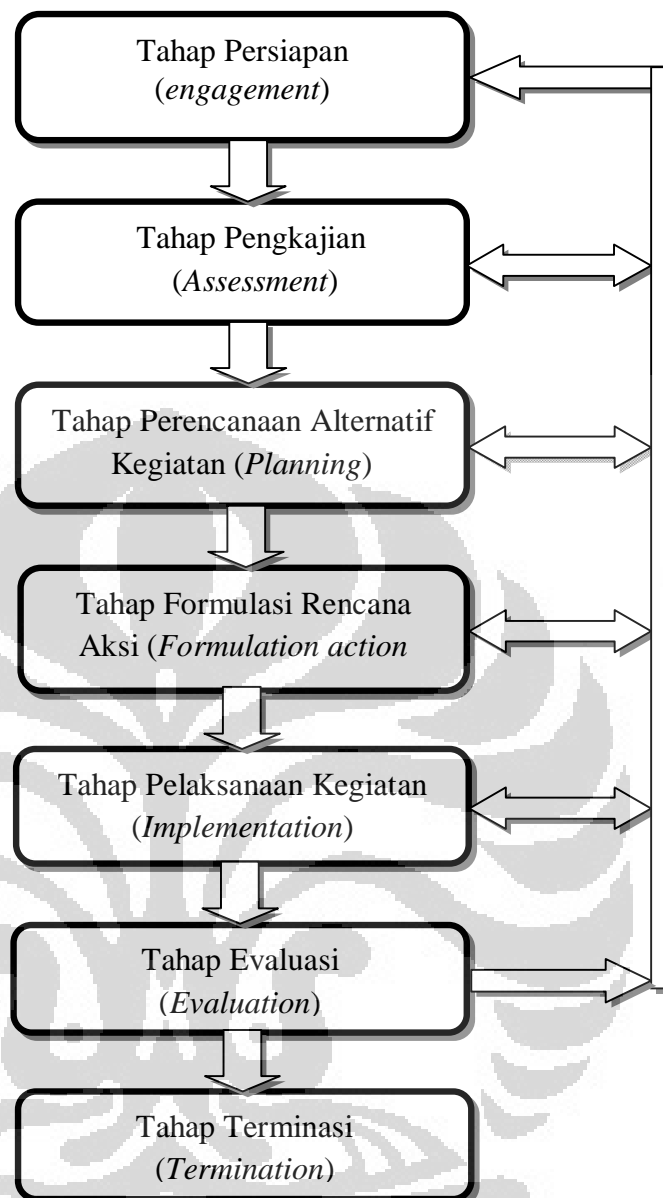 Tahap Persiapan
(engagement)
Tahap Pengkajian
(Assessment)
Tahap Perencanaan Alternatif
Kegiatan (Planning)
Tahap Formulasi Rencana
Aksi (Formulation action
Tahap Pelaksanaan Kegiatan
(Implementation)
Tahap Evaluasi
(Evaluation)
Tahap Terminasi
(Termination)